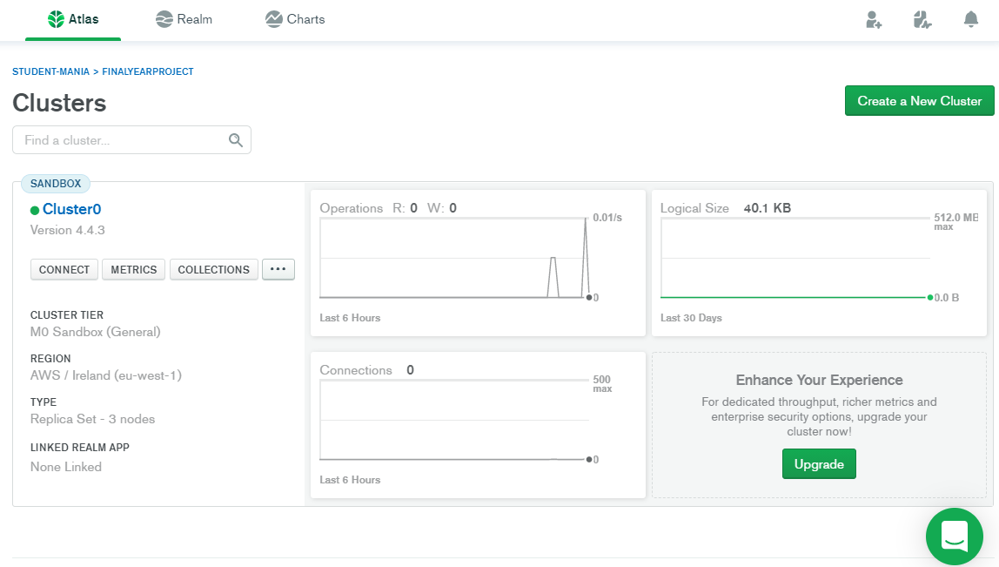 Atlas
Realm
Charts
STUDENT-MANIA > FINALYEARPROJECT
Clusters
Create a New Cluster
Find a cluster...
SANDBOX
Cluster0
Version 4.4.3
CONNECT
METRICS
COLLECTIONS
...
CLUSTER TIER
M0 Sandbox (General)
REGION
AWS / Ireland (eu-west-1)
TYPE
Replica Set - 3 nodes
LINKED REALM APP
None Linked
Operations R: 0 W: 0
0.01/s
0
Last 6 Hours
Logical Size 40.1 KB
512.0 MB
max
0.0 B
Last 30 Days
Connections 0
500
max
0
Last 6 Hours
Enhance Your Experience
For dedicated throughput, richer metrics and
enterprise security options, upgrade your
cluster now!
Upgrade